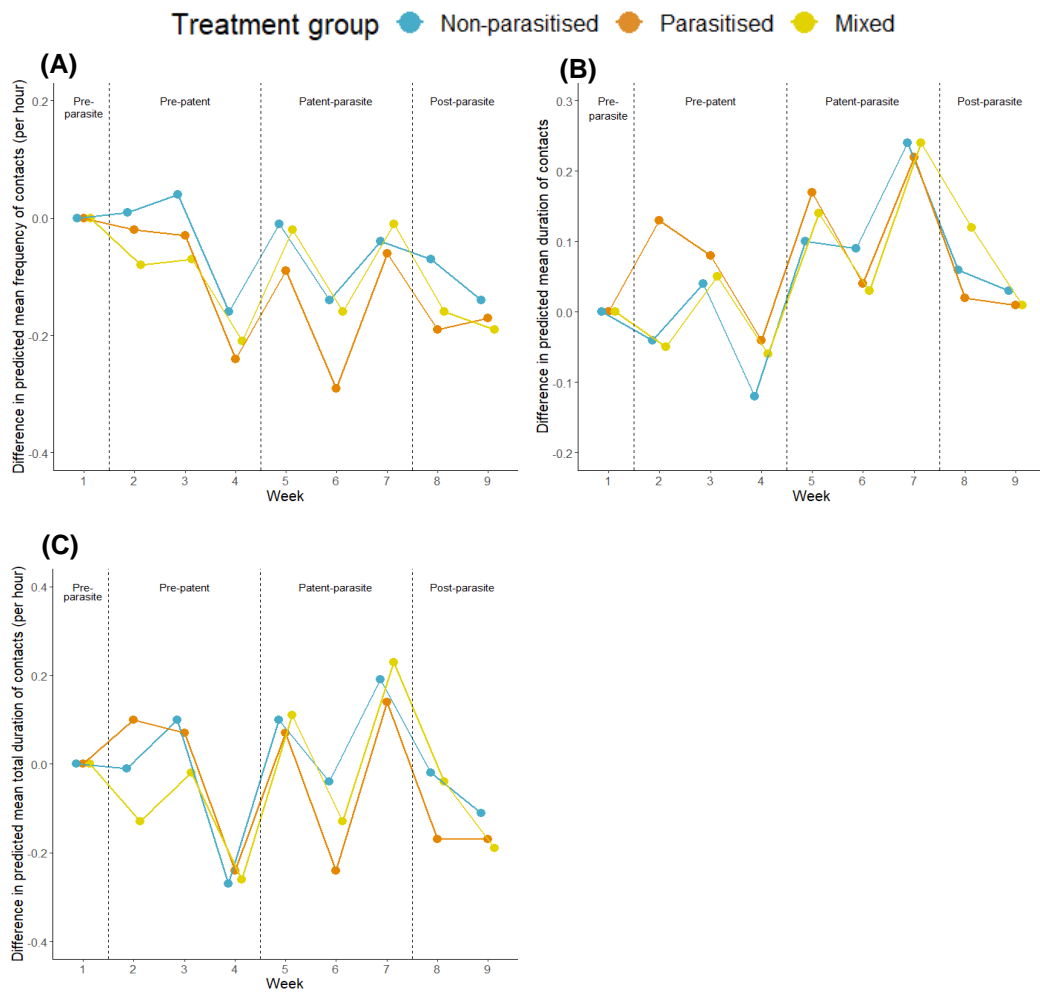 Treatment group Non-parasitised Parasitised Mixed
(A)
Difference in predicted mean frequency of contacts (per hour)
Pre-
parasite
Pre-patent
Patent-parasite
Post-parasite
0.2
0.0
-0.2
-0.4
1 2 3 4 5 6 7 8 9
Week
(B)
Difference in predicted mean duration of contacts
Pre-
parasite
Pre-patent
Patent-parasite
Post-parasite
0.3
0.2
0.1
0.0
-0.1
-0.2
1 2 3 4 5 6 7 8 9
Week
(C)
Difference in predicted mean total duration of contacts (per hour)
Pre-
parasite
Pre-patent
Patent-parasite
Post-parasite
0.4
0.2
0.0
-0.2
-0.4
1 2 3 4 5 6 7 8 9
Week